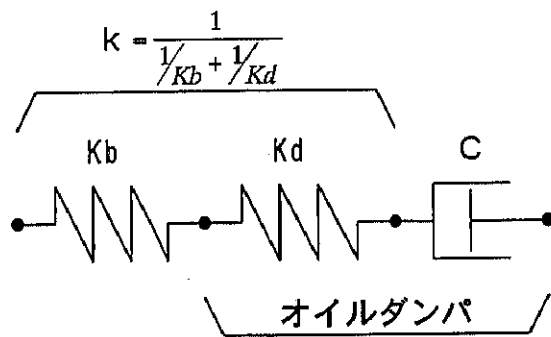 k = 1 / (1/Kb + 1/Kd)
Kb Kd C
オイルダンパ